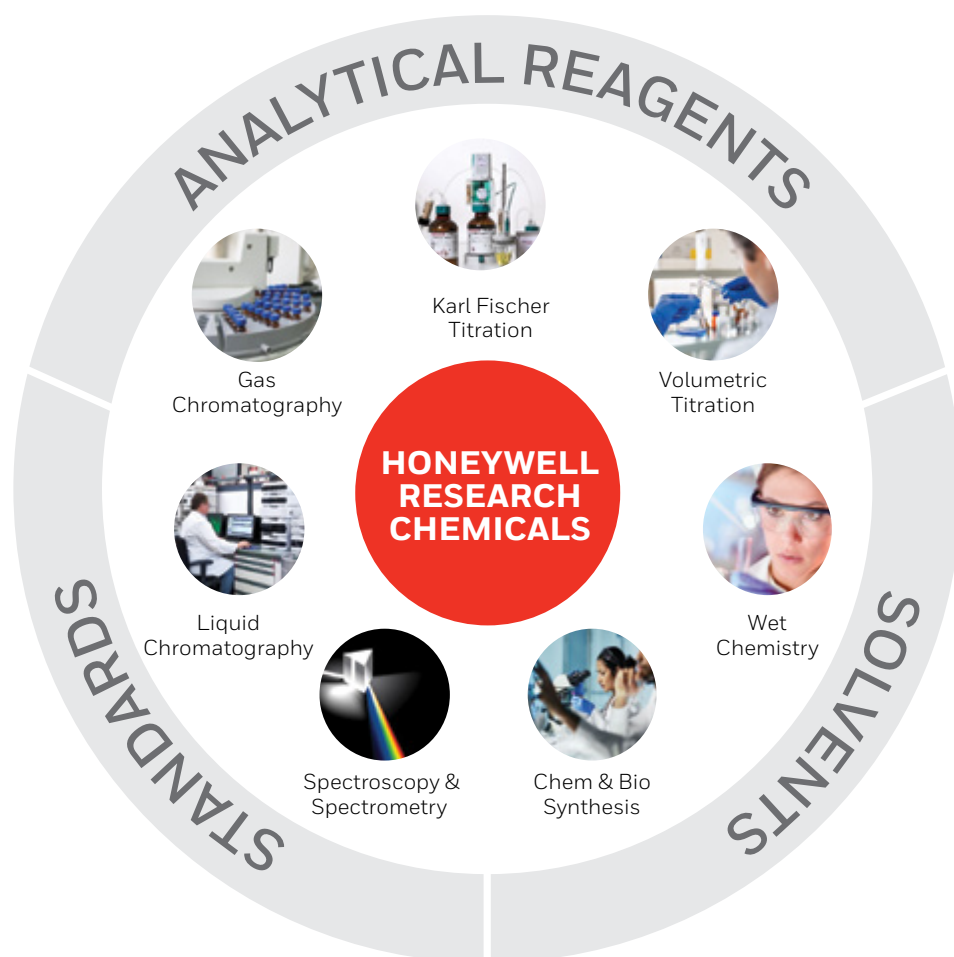 ANALYTICAL REAGENTS
Karl Fischer
Titration
Gas
Chromatography
Volumetric
Titration
HONEYWELL
RESEARCH
CHEMICALS
Liquid
Chromatography
Wet
Chemistry
Spectroscopy &
Spectrometry
Chem & Bio
Synthesis
STANDARDS
SOLVENTS